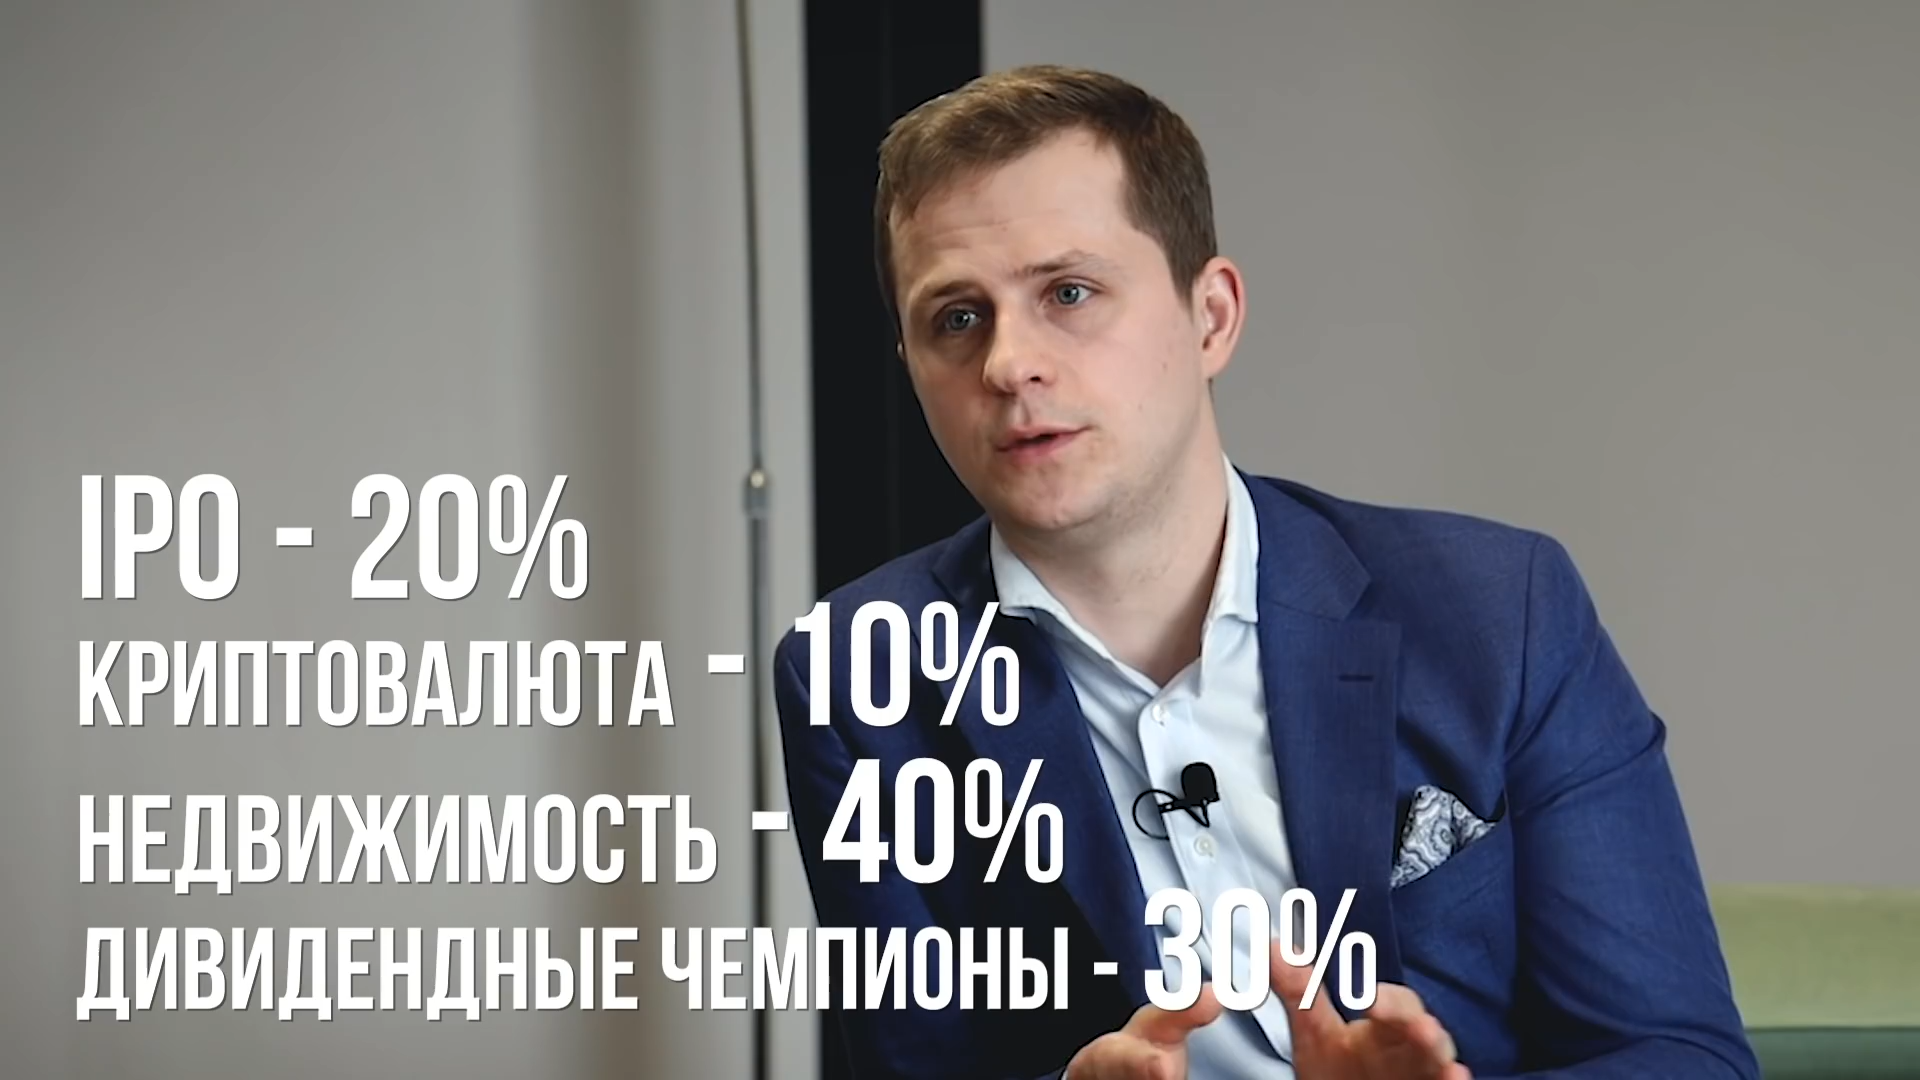 IPO - 20%
КРИПТОВАЛЮТА - 10%
НЕДВИЖИМОСТЬ - 40%
ДИВИДЕНДНЫЕ ЧЕМПИОНЫ - 30%